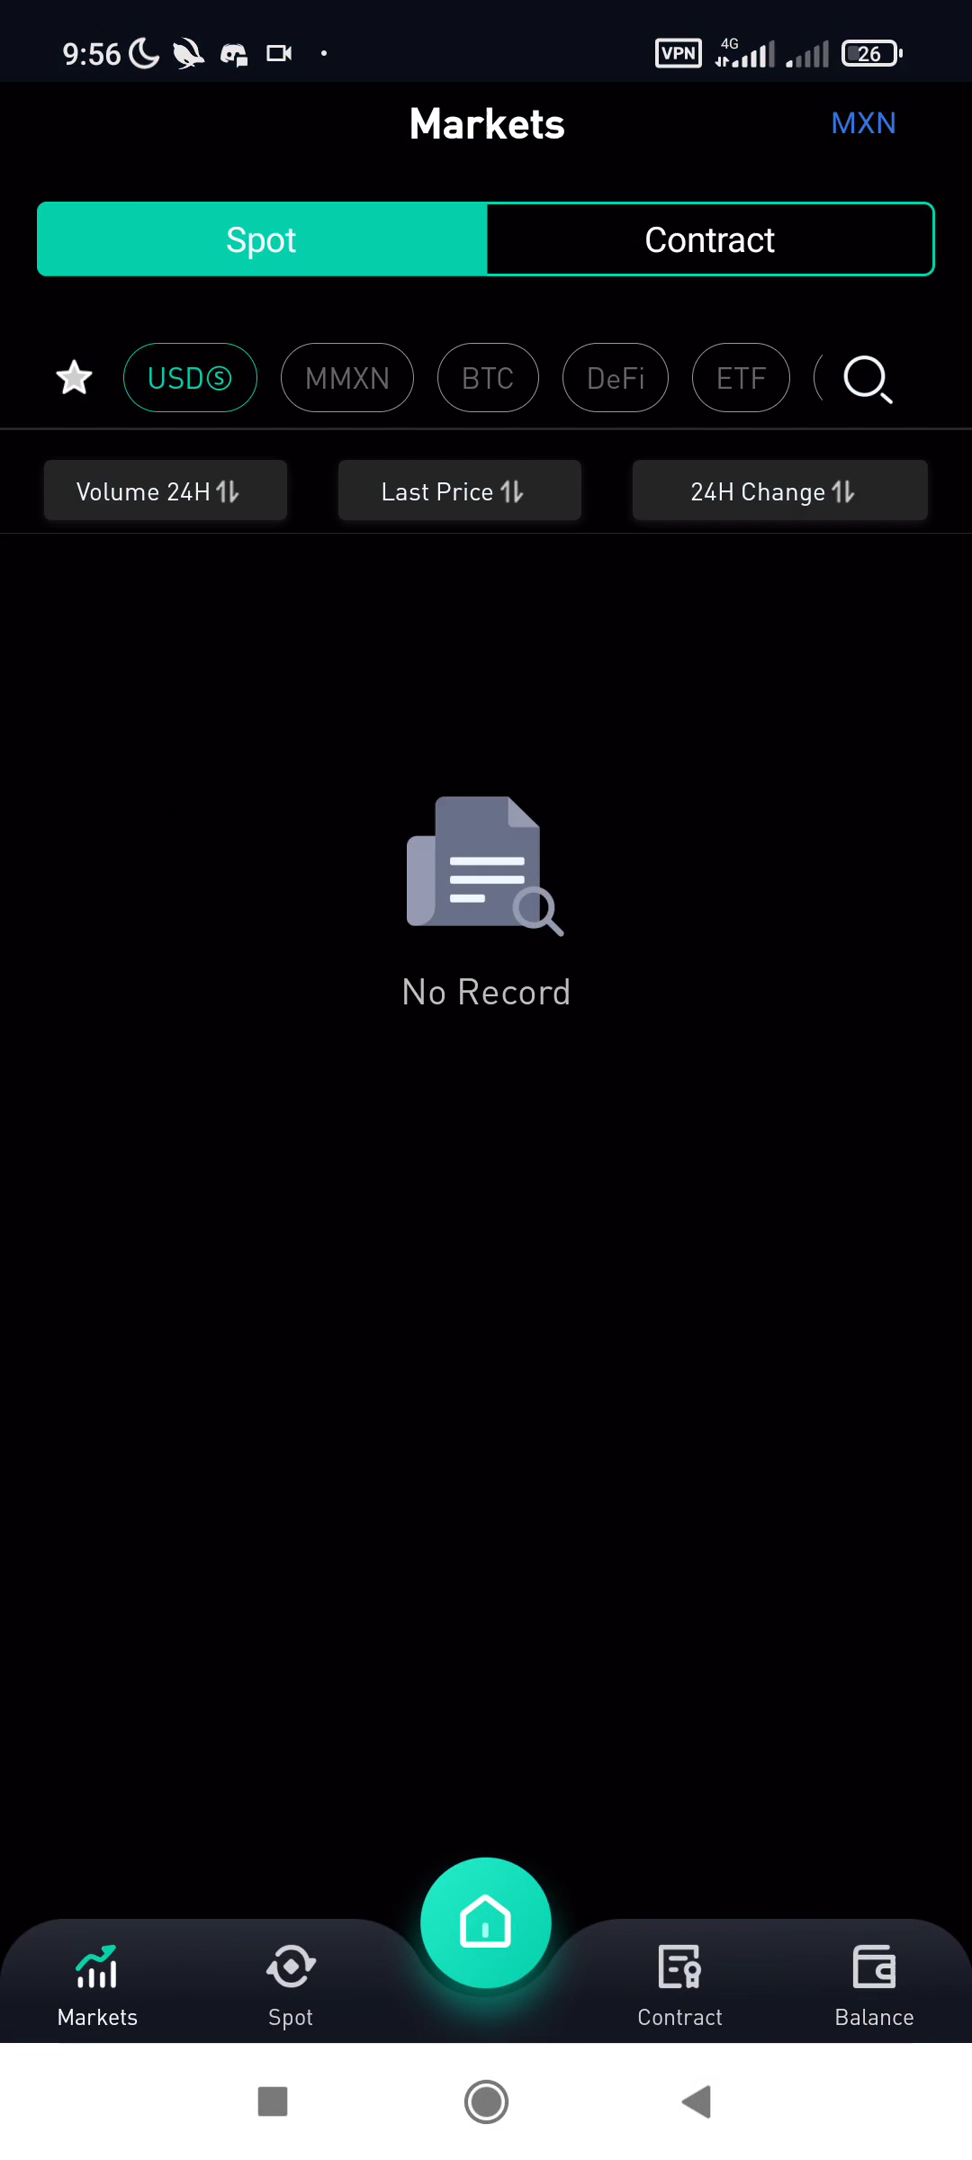 9:56
VPN 4G 26
Markets
MXN
Spot
Contract
USDⓈ
MMXN
BTC
DeFi
ETF
Volume 24H
Last Price
24H Change
No Record
Markets
Spot
Contract
Balance